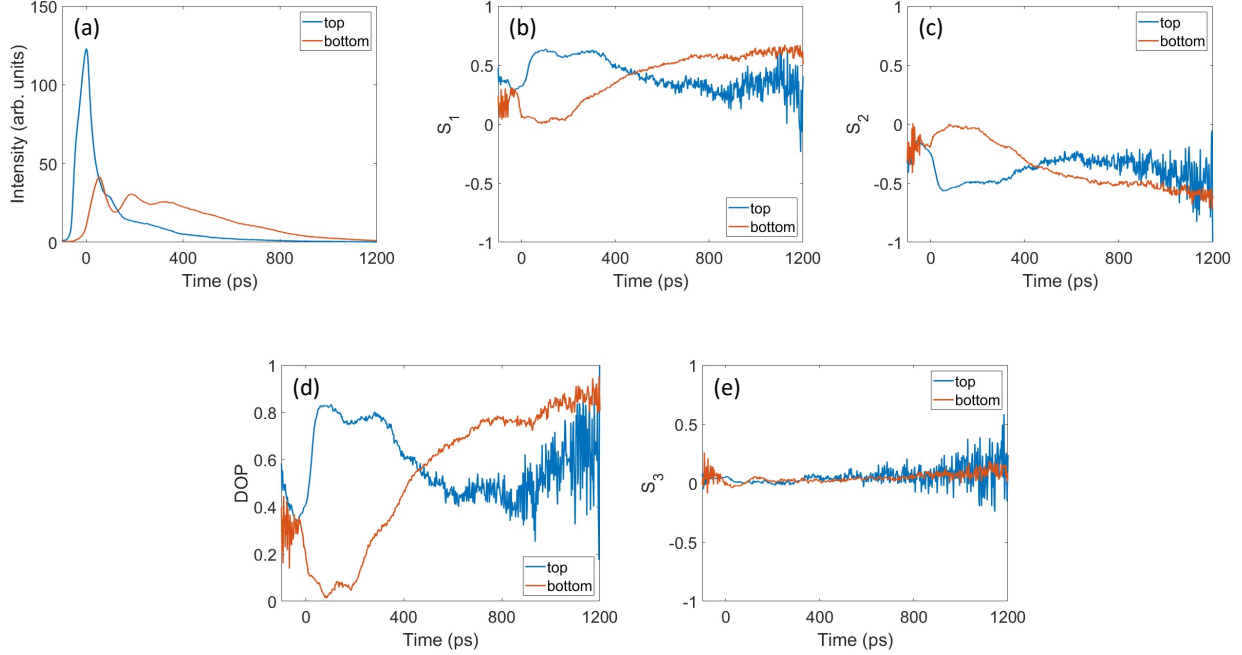 (a)
top
bottom
150
100
50
0
Intensity (arb. units)
0 400 800 1200
Time (ps)
(b)
1
0.5
0
-0.5
-1
S1
top
bottom
0 400 800 1200
Time (ps)
(c)
top
bottom
1
0.5
0
-0.5
-1
S2
0 400 800 1200
Time (ps)
(d)
1
0.8
0.6
0.4
0.2
0
DOP
top
bottom
0 400 800 1200
Time (ps)
(e)
top
bottom
1
0.5
0
-0.5
-1
S3
0 400 800 1200
Time (ps)